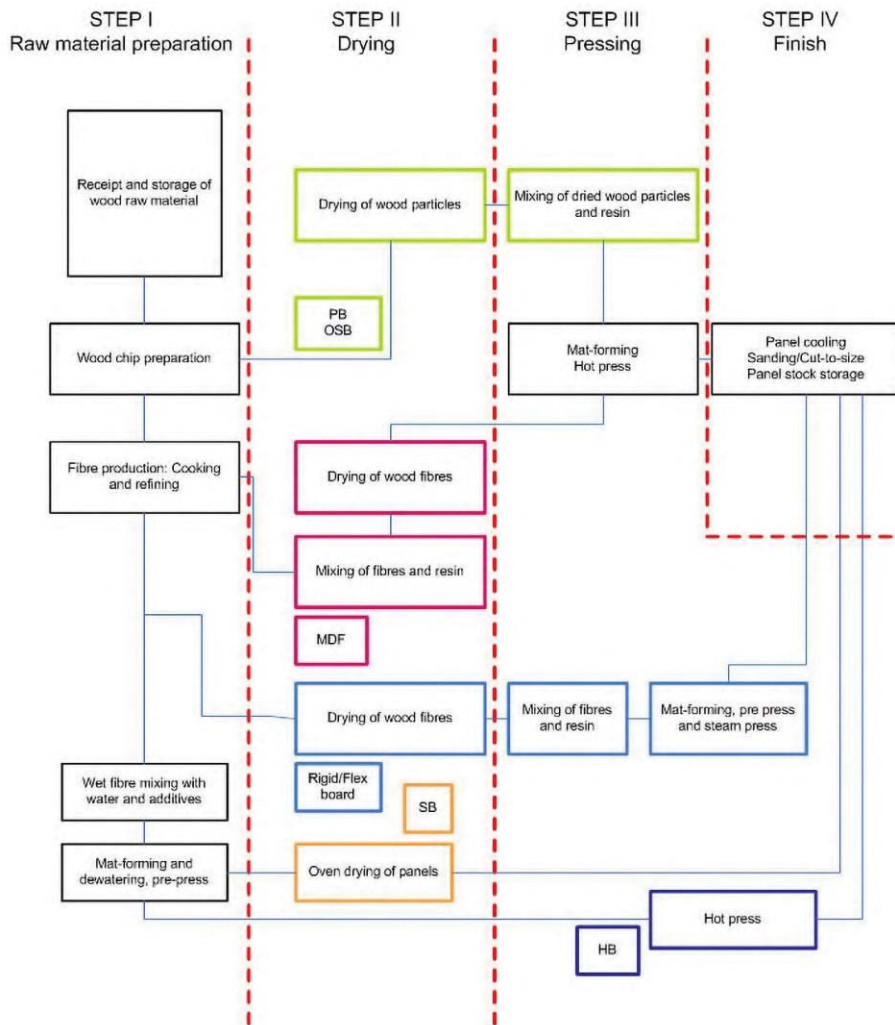 STEP I
Raw material preparation
STEP II
Drying
STEP III
Pressing
STEP IV
Finish
Receipt and storage of
wood raw material
Drying of wood particles
Mixing of dried wood particles
and resin
PB
OSB
Wood chip preparation
Mat-forming
Hot press
Panel cooling
Sanding/Cut-to-size
Panel stock storage
Fibre production: Cooking
and refining
Drying of wood fibres
Mixing of fibres and resin
MDF
Drying of wood fibres
Mixing of fibres
and resin
Mat-forming, pre press
and steam press
Rigid/Flex
board
Wet fibre mixing with
water and additives
SB
Mat-forming and
dewatering, pre-press
Oven drying of panels
Hot press
HB